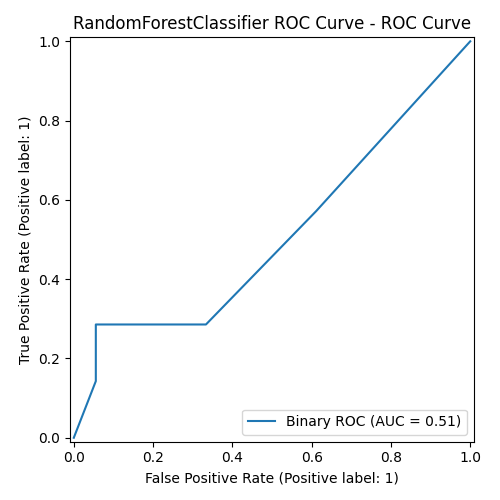 RandomForestClassifier ROC Curve - ROC Curve
True Positive Rate (Positive label: 1)
1.0
0.8
0.6
0.4
0.2
0.0
0.0 0.2 0.4 0.6 0.8 1.0
Binary ROC (AUC = 0.51)
False Positive Rate (Positive label: 1)